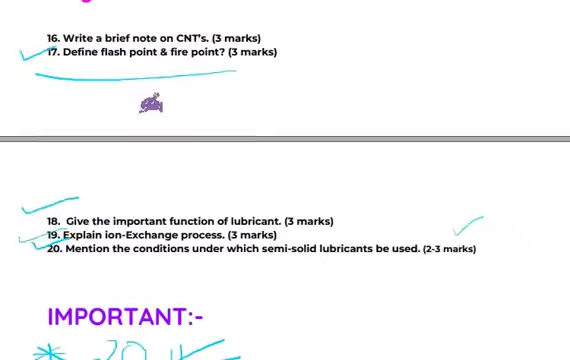 16. Write a brief note on CNT's. (3 marks)
17. Define flash point & fire point? (3 marks)
18. Give the important function of lubricant. (3 marks)
19. Explain ion-Exchange process. (3 marks)
20. Mention the conditions under which semi-solid lubricants be used. (2-3 marks)
IMPORTANT:-